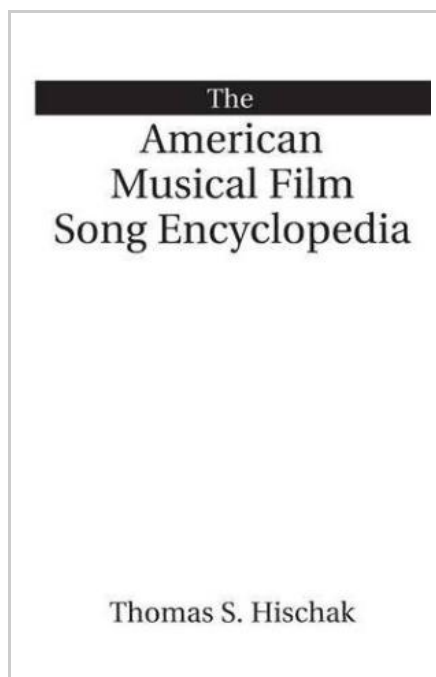 The
American
Musical Film
Song Encyclopedia
Thomas S. Hischak